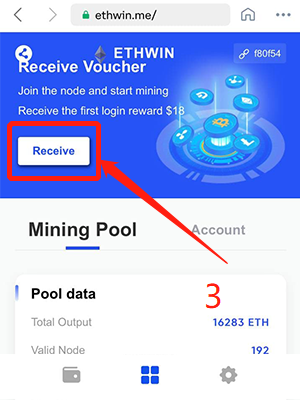 ethwin.me/
ETHWIN
f80f54
Receive Voucher
Join the node and start mining
Receive the first login reward $18
Receive
Mining Pool
Account
3
Pool data
Total Output
16283 ETH
Valid Node
192